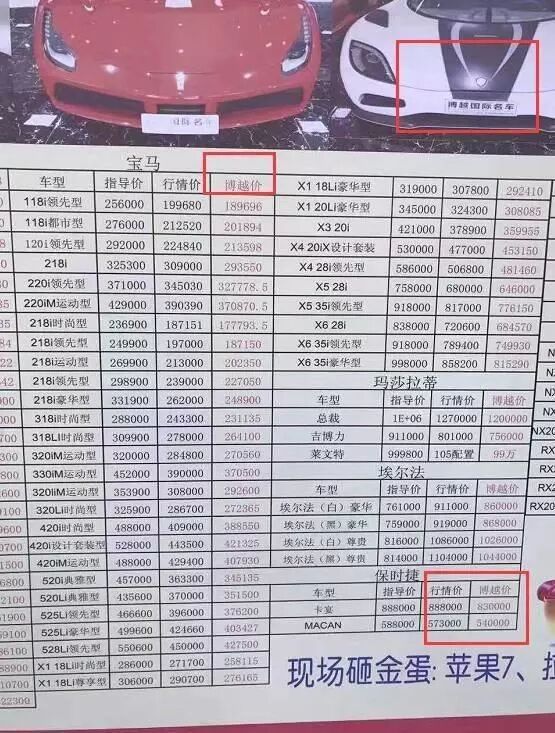 国际名车
博越国际名车
宝马
车型 指导价 行情价 博越价
118i领先型 256000 199680 189696
118i都市型 276000 212520 201894
120i领先型 292000 224840 213598
218i 325300 309000 293550
220i领先型 371000 345030 327778.5
220iM运动型 429000 390390 370870.5
218i时尚型 236900 187151 177793.5
218i领先型 249900 197000 187150
218i运动型 269900 213000 202350
218i领先型 298900 239000 227050
218i豪华型 331000 262000 248900
318i时尚型 288000 243300 231135
318Li时尚型 309900 278000 264100
320iM运动型 332000 284800 270560
330iM运动型 452000 390000 370500
320liM运动型 353900 308000 292600
320Li时尚型 339900 286700 272365
420i时尚型 488000 409000 388550
420i设计套装型 528000 443500 421325
420iM运动型 488000 429400 407930
520i典雅型 457000 363300 345135
520Li典雅型 435600 370000 351500
525Li领先型 466600 396000 376200
525Li豪华型 499600 424660 403427
528Li领先型 550600 450000 427500
X1 18Li时尚型 286000 271700 258115
X1 18Li尊享型 306000 290700 276165
X1 18Li豪华型 319000 307800 292410
X1 20Li豪华型 345000 324300 308085
X3 20i 421000 378900 359955
X4 20iX设计套装 530000 477000 453150
X4 28i领先型 586000 506800 481460
X5 28i 758000 680000 646000
X5 35i领先型 918000 817000 776150
X6 28i 838000 720600 684570
X6 35i领先型 918000 789400 749930
X6 35i豪华型 998000 858200 815290
玛莎拉蒂
车型 指导价 行情价 博越价
总裁 1E+06 1270000 1200000
吉博力 911000 801000 756000
莱文特 999800 105配置 99万
埃尔法
车型 指导价 行情价 博越价
埃尔法（白）豪华 761000 911000 860000
埃尔法（黑）豪华 759000 919000 868000
埃尔法（白）尊贵 816000 1086000 1026000
埃尔法（黑）尊贵 814000 1104000 1044000
保时捷
车型 指导价 行情价 博越价
卡宴 888000 888000 830000
MACAN 588000 573000 540000
现场砸金蛋: 苹果7、